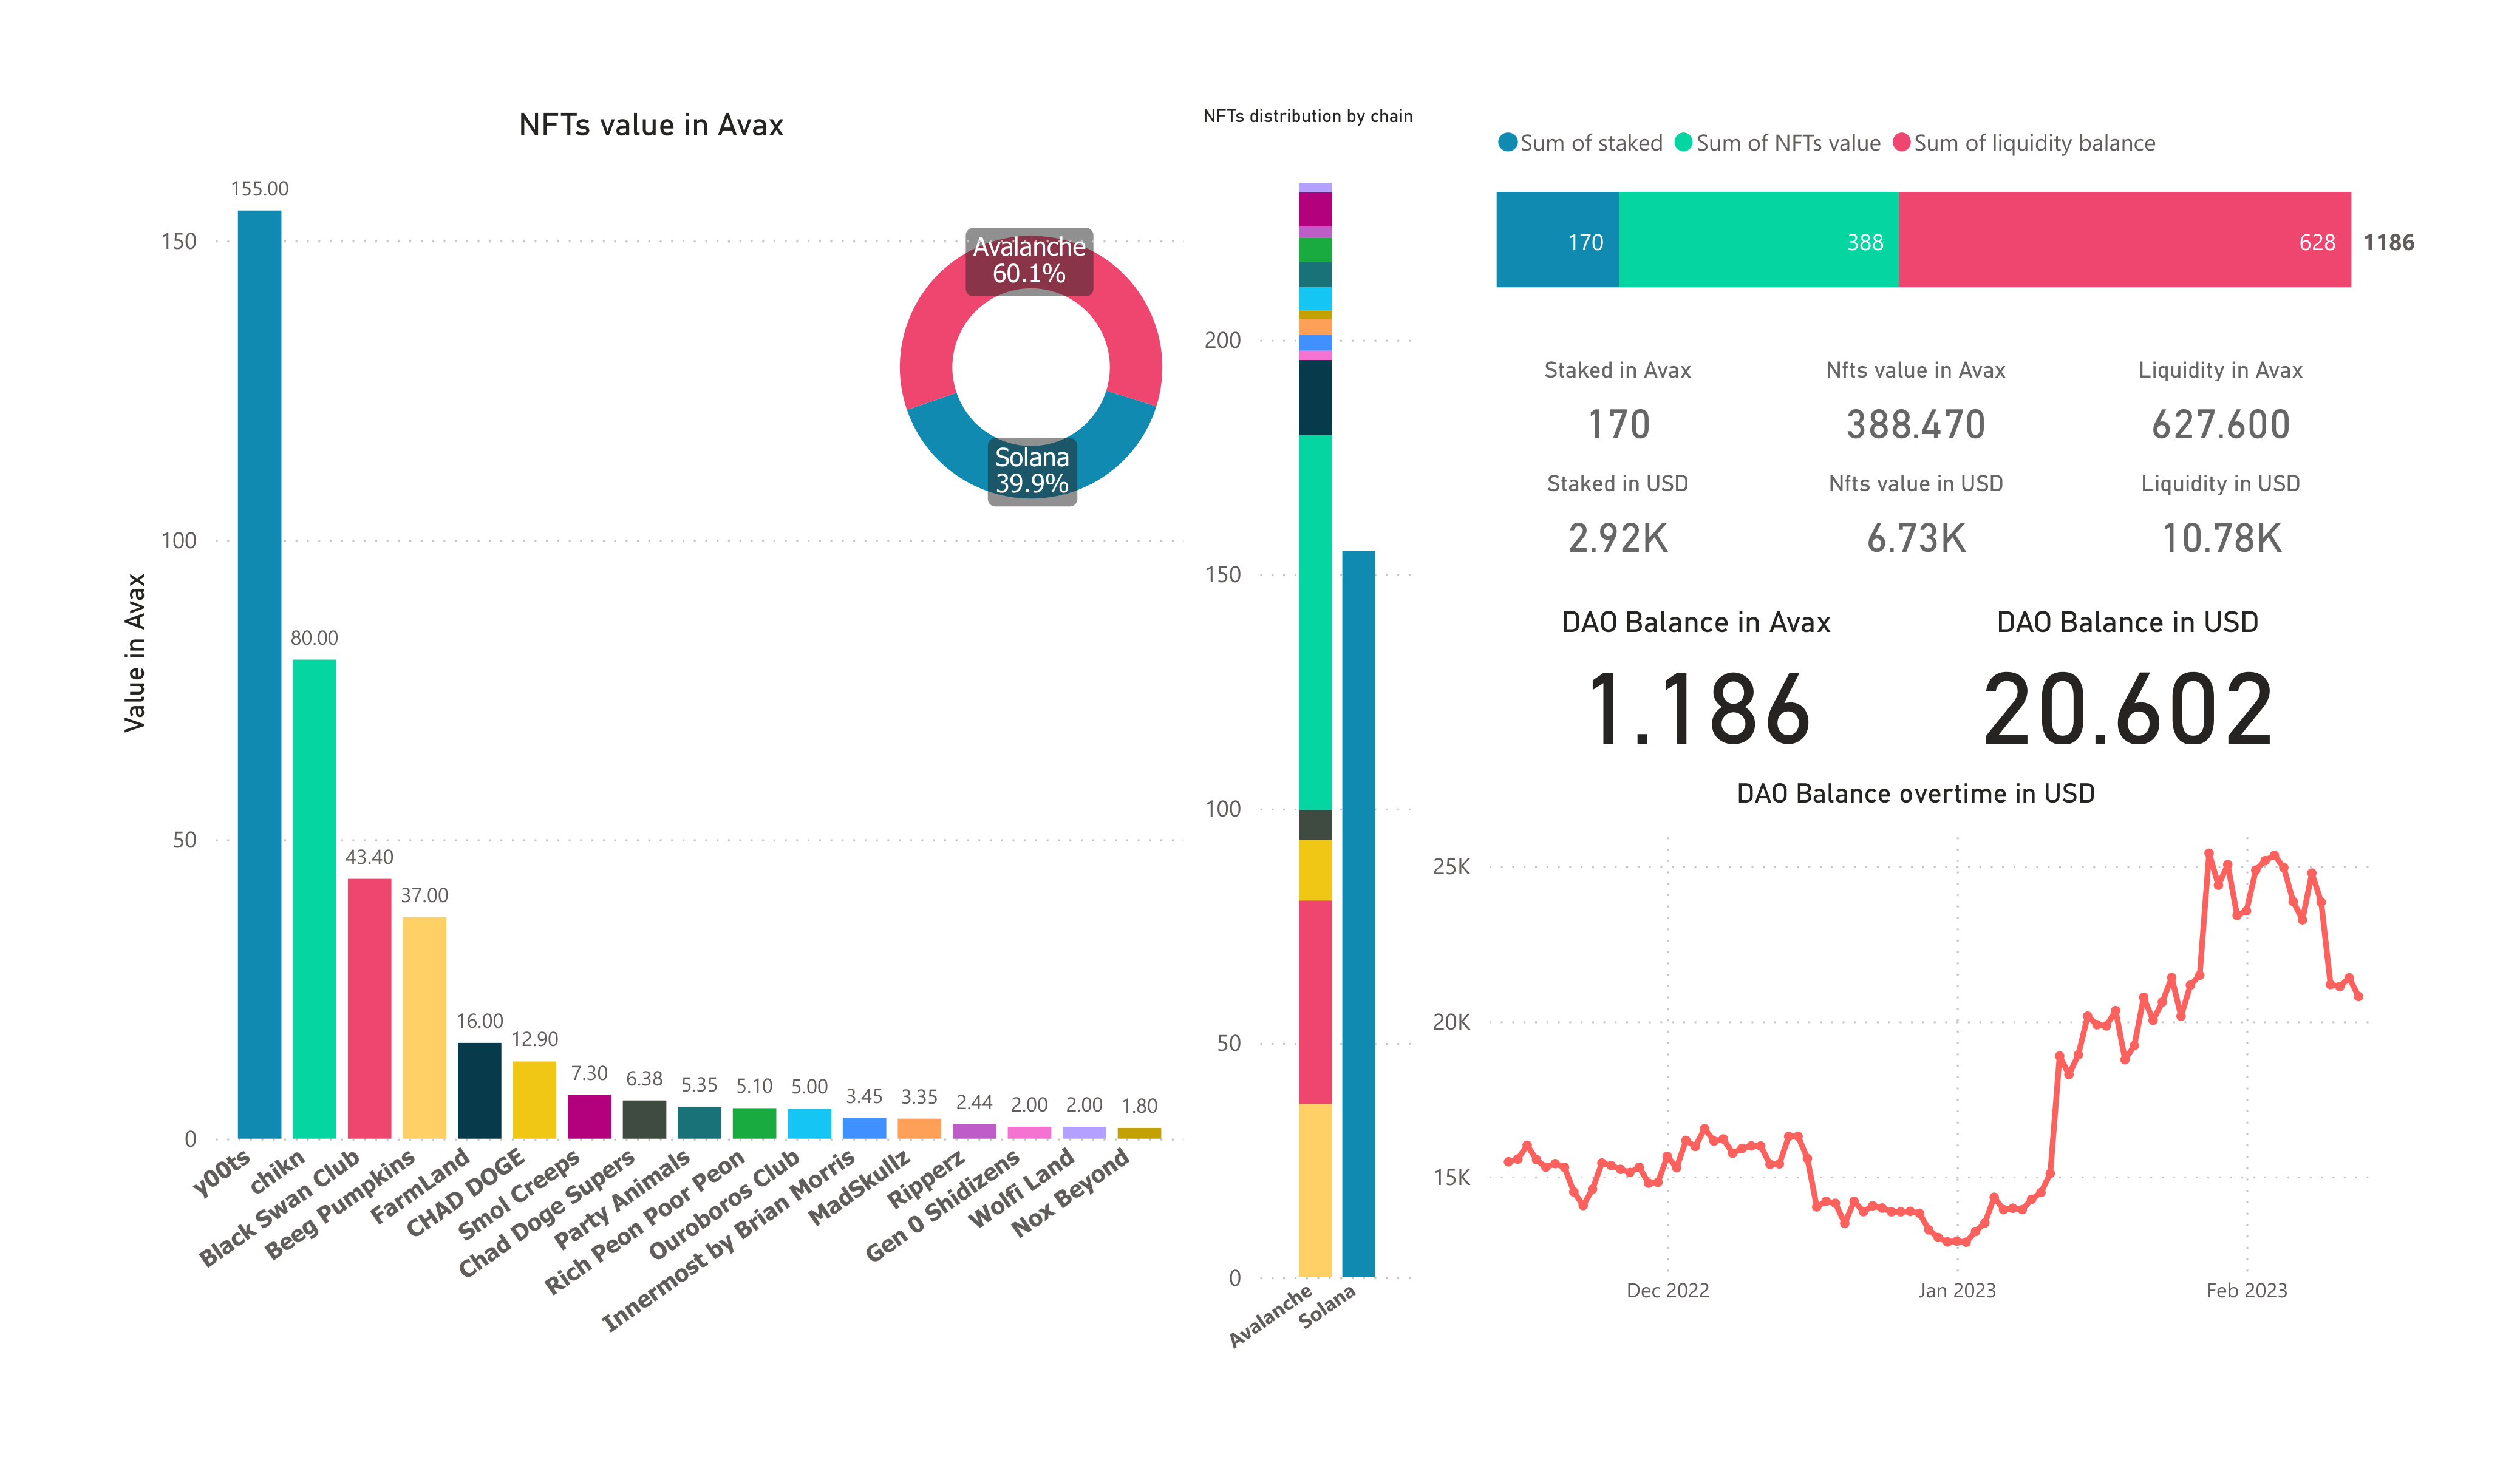 NFTs value in Avax
Value in Avax
150
100
50
0
155.00
80.00
43.40
37.00
16.00
12.90
7.30
6.38
5.35
5.10
5.00
3.45
3.35
2.44
2.00
2.00
1.80
y00ts
chikn
Black Swan Club
Beeg Pumpkins
FarmLand
CHAD DOGE
Smol Creeps
Chad Doge Supers
Party Animals
Rich Peon Poor Peon
Ouroboros Club
Innermost by Brian Morris
MadSkullz
Ripperz
Gen 0 Shidizens
Wolfi Land
Nox Beyond
Avalanche
60.1%
Solana
39.9%
NFTs distribution by chain
200
150
100
50
0
Avalanche
Solana
Sum of staked Sum of NFTs value Sum of liquidity balance
170 388 628 1186
Staked in Avax Nfts value in Avax Liquidity in Avax
170 388.470 627.600
Staked in USD Nfts value in USD Liquidity in USD
2.92K 6.73K 10.78K
DAO Balance in Avax DAO Balance in USD
1.186 20.602
DAO Balance overtime in USD
25K
20K
15K
Dec 2022 Jan 2023 Feb 2023